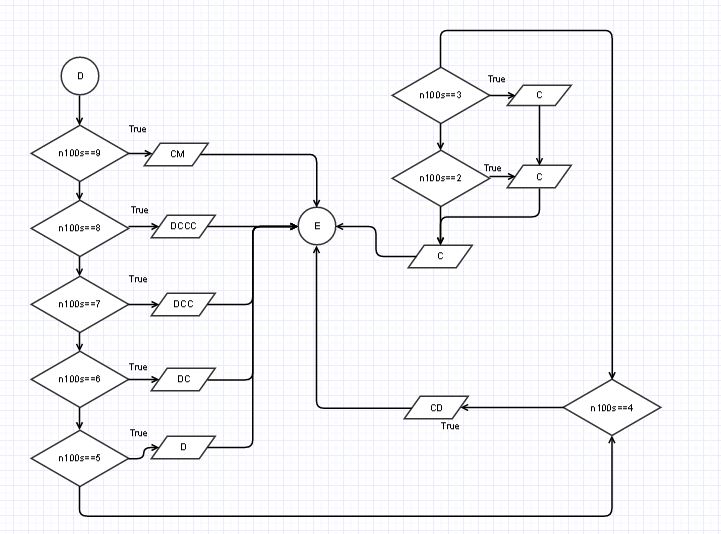 D
n100s==9
True
CM
n100s==8
True
DCCC
n100s==7
True
DCC
n100s==6
True
DC
n100s==5
True
D
E
n100s==3
True
C
n100s==2
True
C
C
n100s==4
True
CD